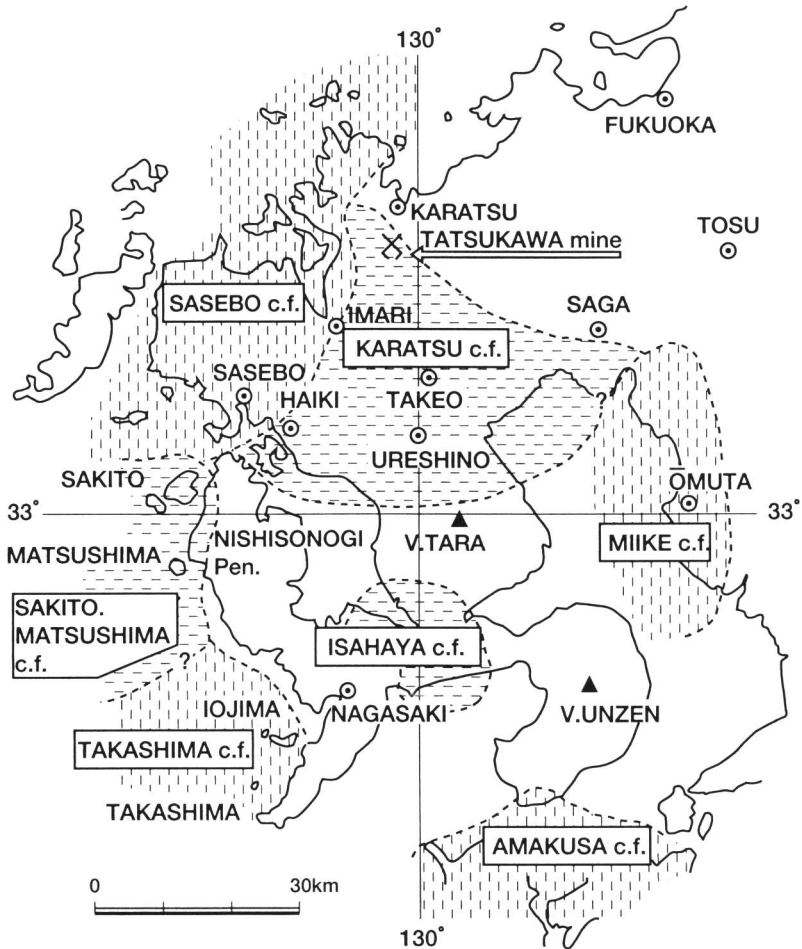 130°
FUKUOKA
KARATSU
TATSUKAWA mine
TOSU
SASEBO c.f.
IMARI
SAGA
KARATSU c.f.
SASEBO
HAIKI
TAKEO
?
URESHINO
SAKITO
ŌMUTA
33°
33°
NISHISONOGI
Pen.
V.TARA
MIIKE c.f.
MATSUSHIMA
SAKITO.
MATSUSHIMA
c.f.
ISAHAYA c.f.
?
IOJIMA
NAGASAKI
V.UNZEN
TAKASHIMA c.f.
TAKASHIMA
AMAKUSA c.f.
0
30km
130°